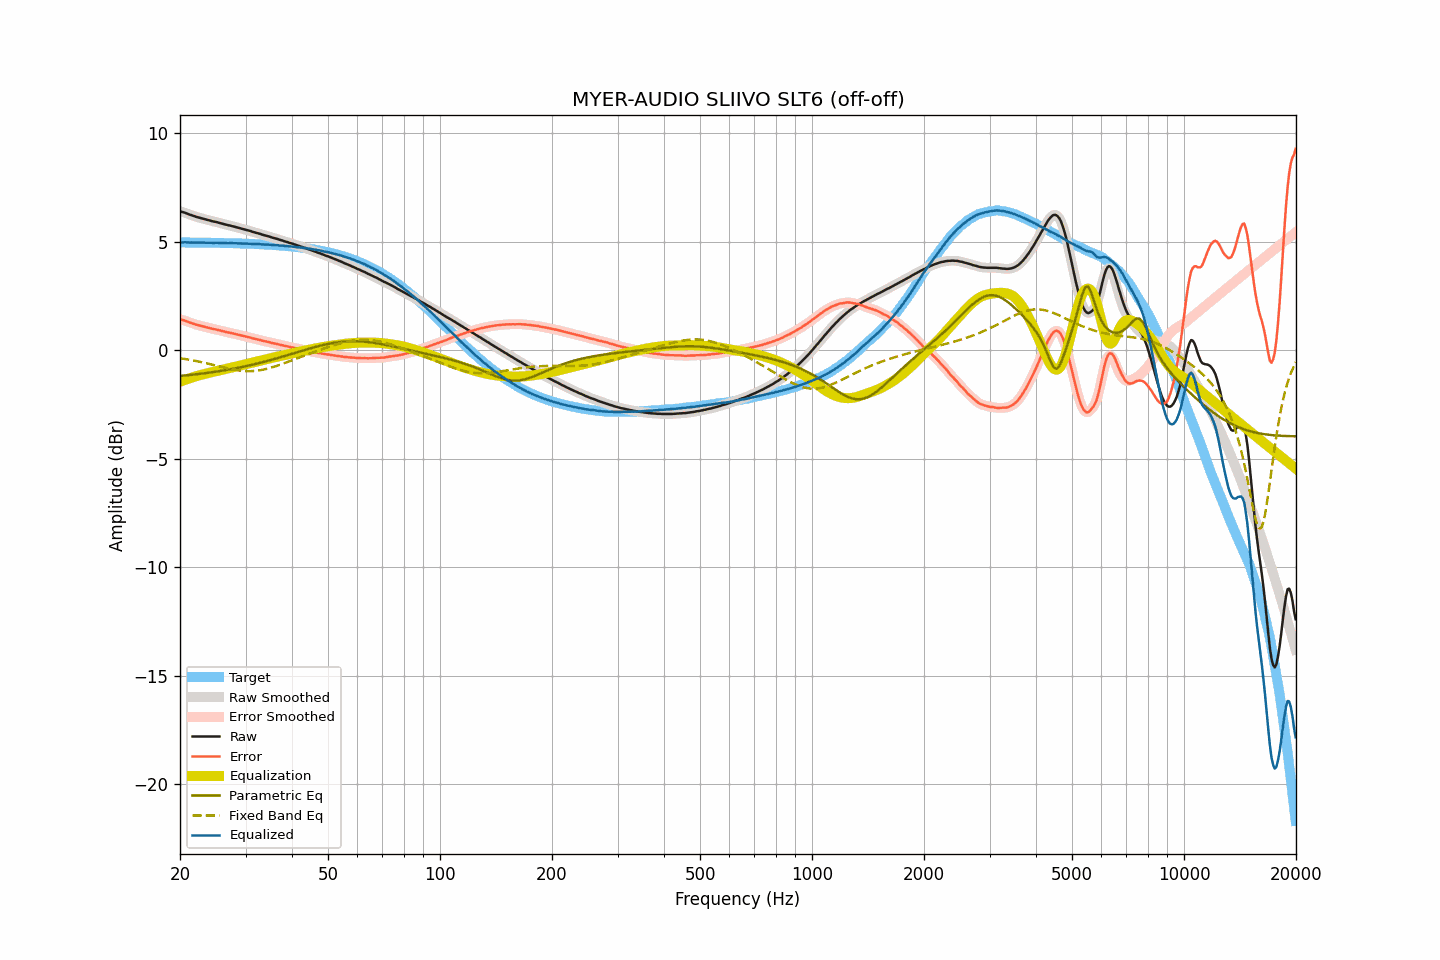 MYER-AUDIO SLIIVO SLT6 (off-off)
10
5
0
−5
−10
−15
−20
Amplitude (dBr)
Target
Raw Smoothed
Error Smoothed
Raw
Error
Equalization
Parametric Eq
Fixed Band Eq
Equalized
20 50 100 200 500 1000 2000 5000 10000 20000
Frequency (Hz)